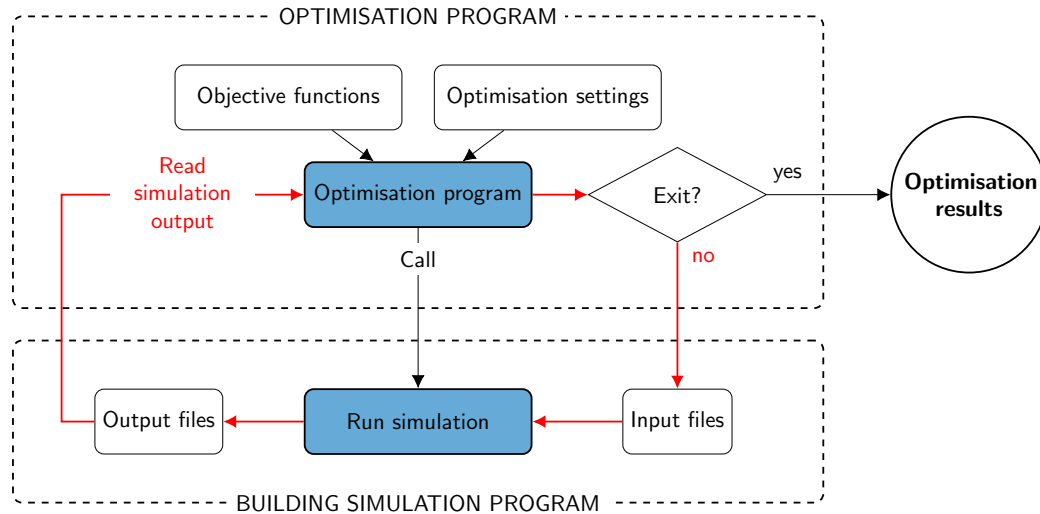 OPTIMISATION PROGRAM
Objective functions
Optimisation settings
Read
simulation
output
Optimisation program
Exit?
yes
Optimisation
results
Call
no
Output files
Run simulation
Input files
BUILDING SIMULATION PROGRAM